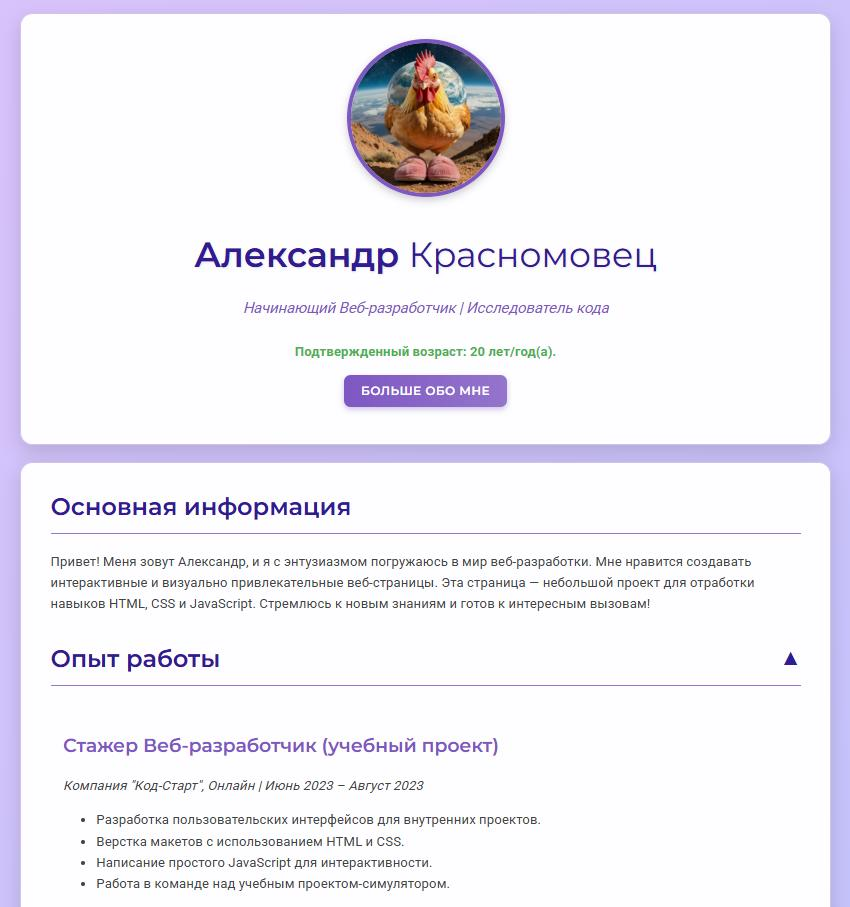 Александр Красномовец
Начинающий Веб-разработчик | Исследователь кода
Подтвержденный возраст: 20 лет/год(а).
БОЛЬШЕ ОБО МНЕ
Основная информация
Привет! Меня зовут Александр, и я с энтузиазмом погружаюсь в мир веб-разработки. Мне нравится создавать
интерактивные и визуально привлекательные веб-страницы. Эта страница — небольшой проект для отработки
навыков HTML, CSS и JavaScript. Стремлюсь к новым знаниям и готов к интересным вызовам!
Опыт работы ▲
Стажер Веб-разработчик (учебный проект)
Компания "Код-Старт", Онлайн | Июнь 2023 – Август 2023
• Разработка пользовательских интерфейсов для внутренних проектов.
• Верстка макетов с использованием HTML и CSS.
• Написание простого JavaScript для интерактивности.
• Работа в команде над учебным проектом-симулятором.